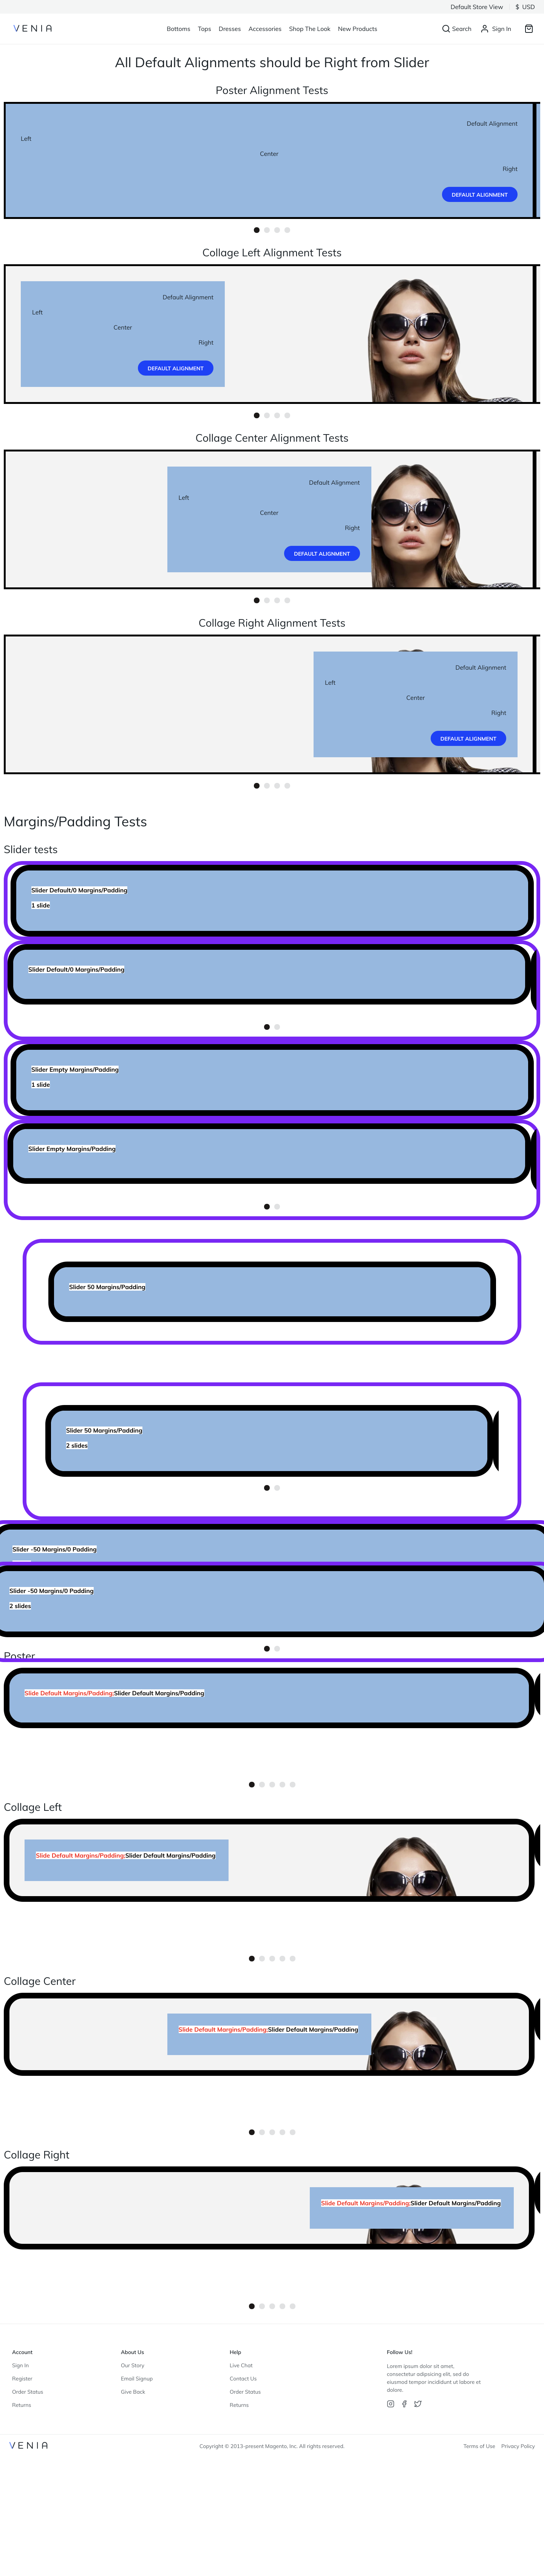 Default Store View $ USD
VENIA Bottoms Tops Dresses Accessories Shop The Look New Products Search Sign In
All Default Alignments should be Right from Slider
Poster Alignment Tests
Default Alignment
Left
Center
Right
DEFAULT ALIGNMENT
Collage Left Alignment Tests
Default Alignment
Left
Center
Right
DEFAULT ALIGNMENT
Collage Center Alignment Tests
Default Alignment
Left
Center
Right
DEFAULT ALIGNMENT
Collage Right Alignment Tests
Default Alignment
Left
Center
Right
DEFAULT ALIGNMENT
Margins/Padding Tests
Slider tests
Slider Default/0 Margins/Padding
1 slide
Slider Default/0 Margins/Padding
Slider Empty Margins/Padding
1 slide
Slider Empty Margins/Padding
Slider 50 Margins/Padding
Slider 50 Margins/Padding
2 slides
Slider -50 Margins/0 Padding
Slider -50 Margins/0 Padding
2 slides
Poster
Slide Default Margins/Padding;Slider Default Margins/Padding
Collage Left
Slide Default Margins/Padding;Slider Default Margins/Padding
Collage Center
Slide Default Margins/Padding;Slider Default Margins/Padding
Collage Right
Slide Default Margins/Padding;Slider Default Margins/Padding
Account About Us Help Follow Us!
Sign In Our Story Live Chat Lorem ipsum dolor sit amet,
consectetur adipiscing elit, sed do
Register Email Signup Contact Us eiusmod tempor incididunt ut labore et
Order Status Give Back Order Status dolore.
Returns Returns
VENIA Copyright © 2013-present Magento, Inc. All rights reserved. Terms of Use Privacy Policy